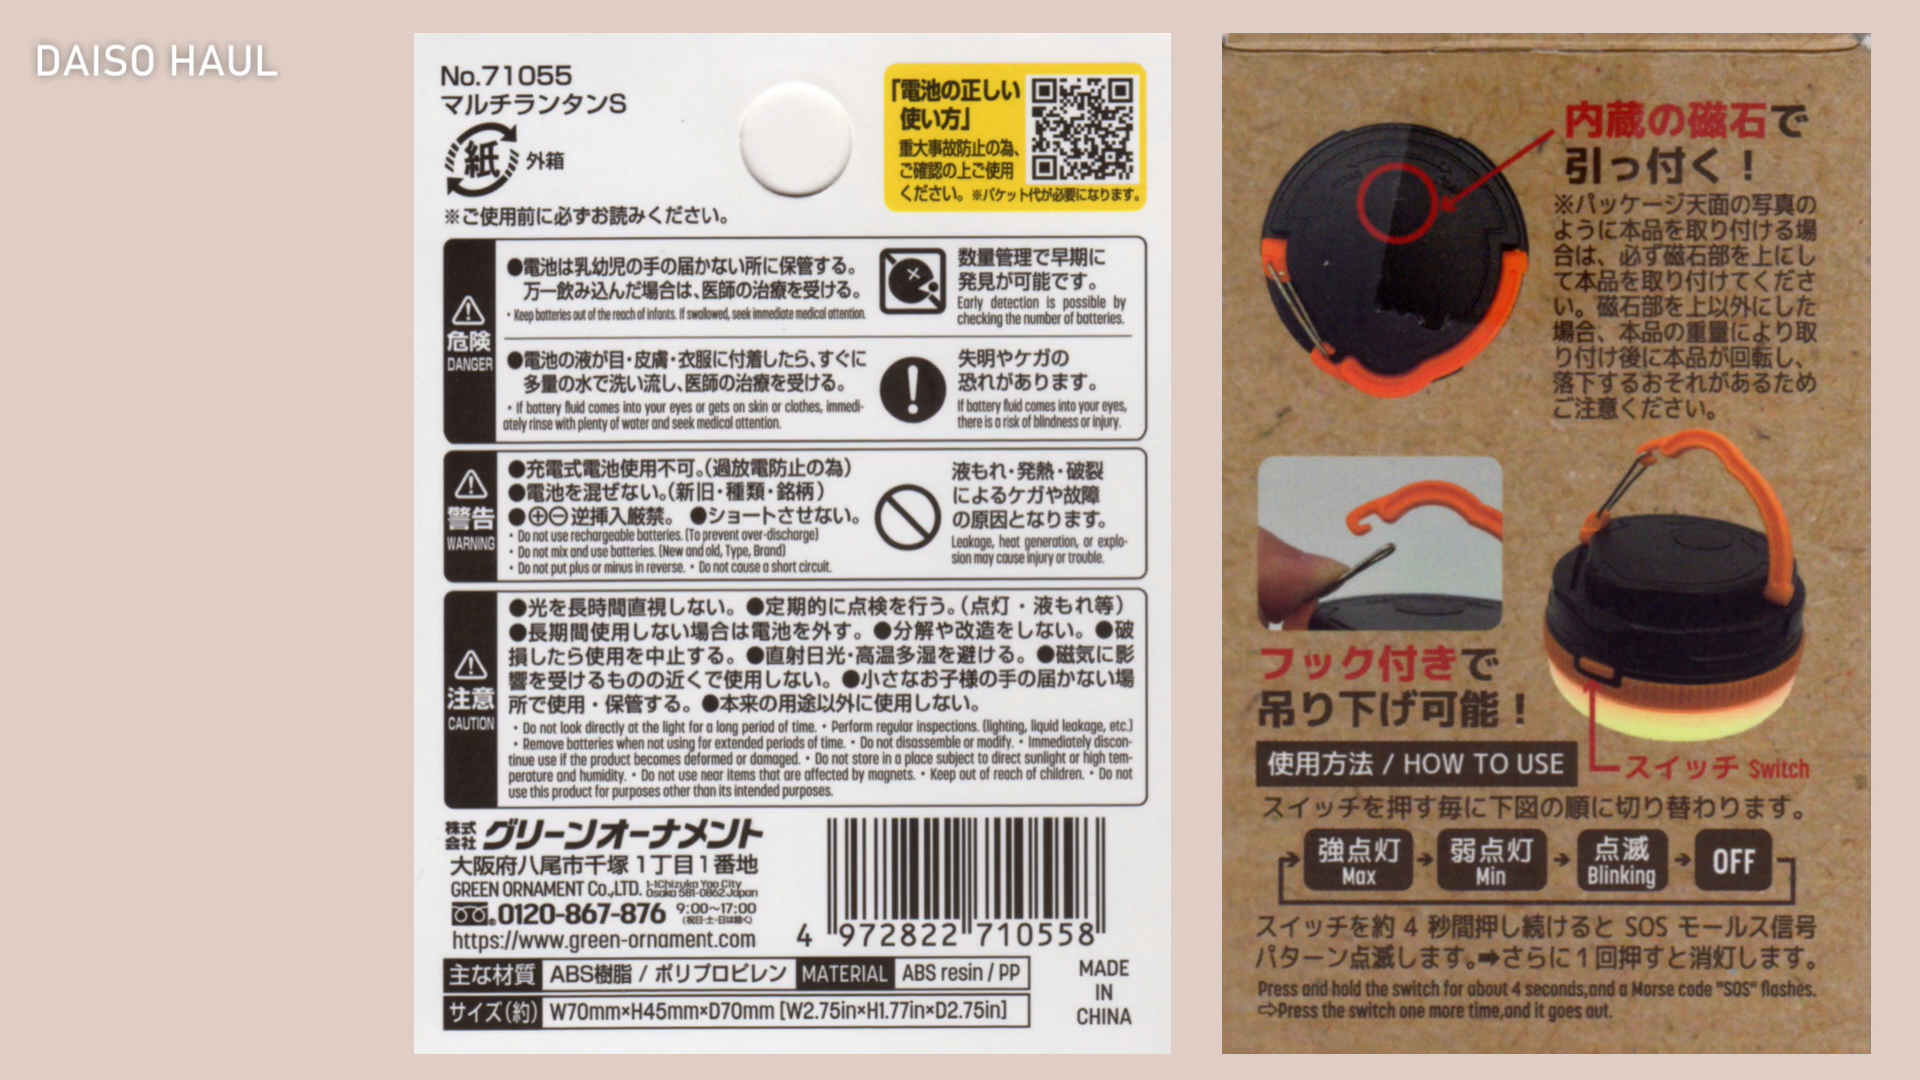 DAISO HAUL
No.71055
マルチランタンS
紙 外箱
※ご使用前に必ずお読みください。
「電池の正しい
使い方」
重大事故防止の為、
ご確認の上ご使用
ください。※パケット代が必要になります。
危険
DANGER
●電池は乳幼児の手の届かない所に保管する。
万一飲み込んだ場合は、医師の治療を受ける。
・Keep batteries out of the reach of infants. If swallowed, seek immediate medical attention.
数量管理で早期に
発見が可能です。
Early detection is possible by
checking the number of batteries.
●電池の液が目・皮膚・衣服に付着したら、すぐに
多量の水で洗い流し、医師の治療を受ける。
・If battery fluid comes into your eyes or gets on skin or clothes, immedi-
ately rinse with plenty of water and seek medical attention.
失明やケガの
恐れがあります。
If battery fluid comes into your eyes,
there is a risk of blindness or injury.
警告
WARNING
●充電式電池使用不可。(過放電防止の為)
●電池を混ぜない。(新旧・種類・銘柄)
●⊕⊖逆挿入厳禁。 ●ショートさせない。
・Do not use rechargeable batteries. (To prevent over-discharge)
・Do not mix and use batteries. (New and old, Type, Brand)
・Do not put plus or minus in reverse. ・Do not cause a short circuit.
液もれ・発熱・破裂
によるケガや故障
の原因となります。
Leakage, heat generation, or explo-
sion may cause injury or trouble.
注意
CAUTION
●光を長時間直視しない。●定期的に点検を行う。(点灯・液もれ等)
●長期間使用しない場合は電池を外す。●分解や改造をしない。●破
損したら使用を中止する。●直射日光・高温多湿を避ける。●磁気に影
響を受けるものの近くで使用しない。●小さなお子様の手の届かない場
所で使用・保管する。●本来の用途以外に使用しない。
・Do not look directly at the light for a long period of time. ・Perform regular inspections. (lighting, liquid leakage, etc.)
・Remove batteries when not using for extended periods of time. ・Do not disassemble or modify. ・Immediately discon-
tinue use if the product becomes deformed or damaged. ・Do not store in a place subject to direct sunlight or high tem-
perature and humidity. ・Do not use near items that are affected by magnets. ・Keep out of reach of children. ・Do not
use this product for purposes other than its intended purposes.
株式会社 グリーンオーナメント
大阪府八尾市千塚1丁目1番地
GREEN ORNAMENT Co.,LTD. 1-1Chizuka Yao City Osaka 581-0862 Japan
0120-867-876 9:00〜17:00 (祝日・土・日は除く)
https://www.green-ornament.com
4 972822 710558
主な材質 ABS樹脂 / ポリプロピレン MATERIAL ABS resin / PP
サイズ(約) W70mm×H45mm×D70mm [W2.75in×H1.77in×D2.75in]
MADE
IN
CHINA
内蔵の磁石で
引っ付く!
※パッケージ天面の写真の
ように本品を取り付ける場
合は、必ず磁石部を上にし
て本品を取り付けてくださ
い。磁石部を上以外にした
場合、本品の重量により取
り付け後に本品が回転し、
落下するおそれがあるため
ご注意ください。
フック付きで
吊り下げ可能!
スイッチ Switch
使用方法 / HOW TO USE
スイッチを押す毎に下図の順に切り替わります。
強点灯 Max → 弱点灯 Min → 点滅 Blinking → OFF
スイッチを約 4 秒間押し続けると SOS モールス信号
パターン点滅します。➡さらに1回押すと消灯します。
Press and hold the switch for about 4 seconds,and a Morse code "SOS" flashes.
⇨Press the switch one more time,and it goes out.